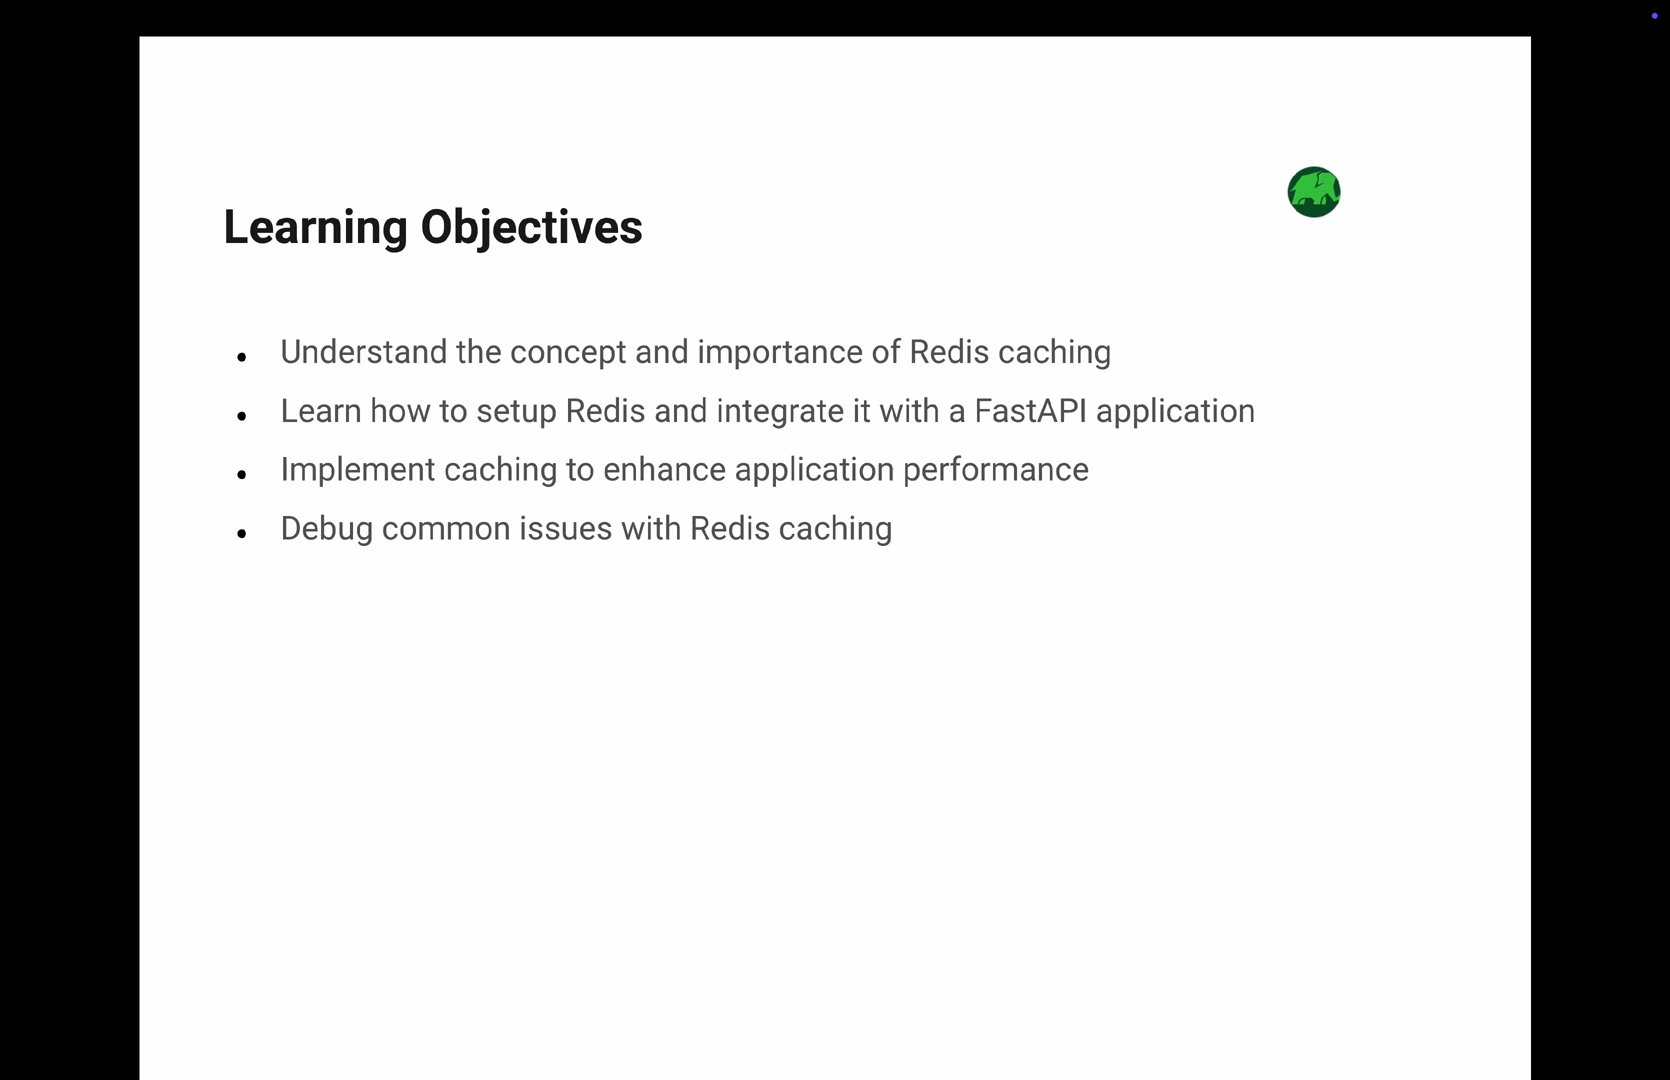 Learning Objectives
• Understand the concept and importance of Redis caching
• Learn how to setup Redis and integrate it with a FastAPI application
• Implement caching to enhance application performance
• Debug common issues with Redis caching